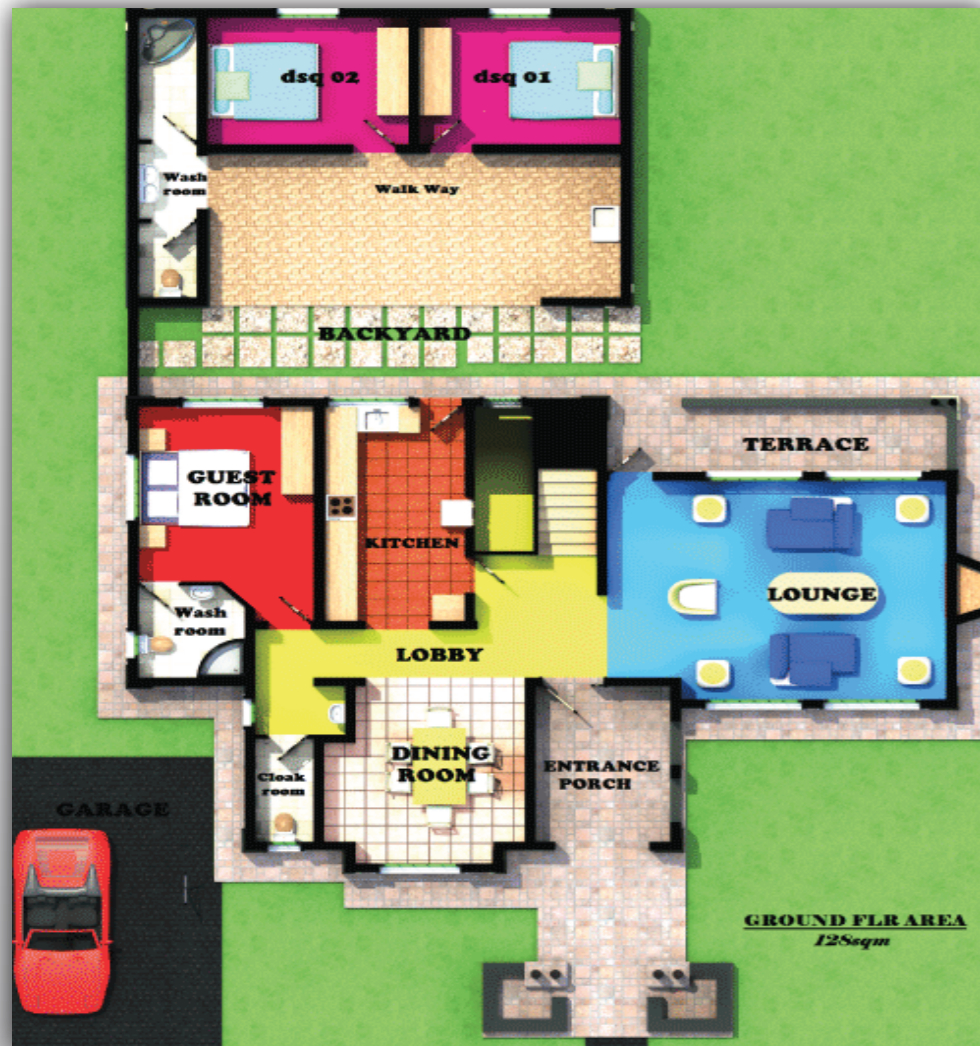 dsq 02
dsq 01
Wash
room
Walk Way
BACKYARD
TERRACE
GUEST
ROOM
KITCHEN
LOUNGE
Wash
room
LOBBY
DINING
ROOM
ENTRANCE
PORCH
Cloak
room
GARAGE
GROUND FLR AREA
128sqm